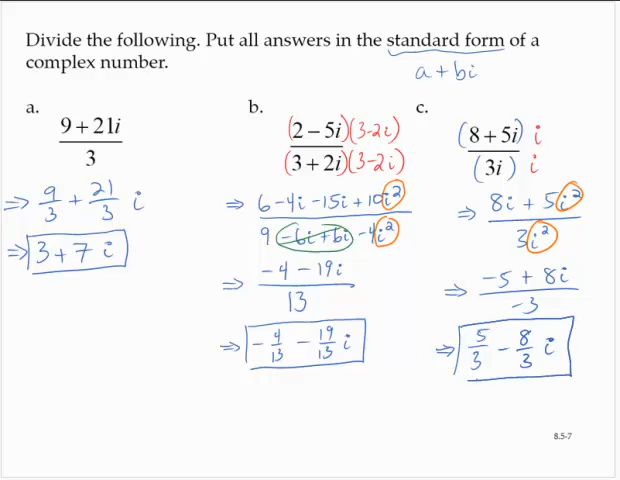 Divide the following. Put all answers in the standard form of a
complex number.
a + bi
a.
(9 + 21i)/3
⇒ 9/3 + 21/3 i
⇒ 3 + 7 i
b.
(2 − 5i)(3 - 2i)/(3 + 2i)(3 - 2i)
⇒ (6 - 4i - 15i + 10i²)/(9 - 6i + 6i - 4i²)
⇒ (-4 - 19i)/13
⇒ -4/13 - 19/13 i
c.
(8 + 5i) i/(3i) i
⇒ (8i + 5i²)/3i²
⇒ (-5 + 8i)/-3
⇒ 5/3 - 8/3 i
8.5-7